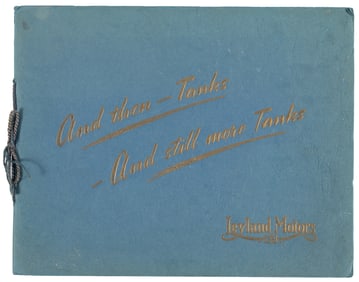 And then — Tanks
— And still more Tanks
Leyland Motors